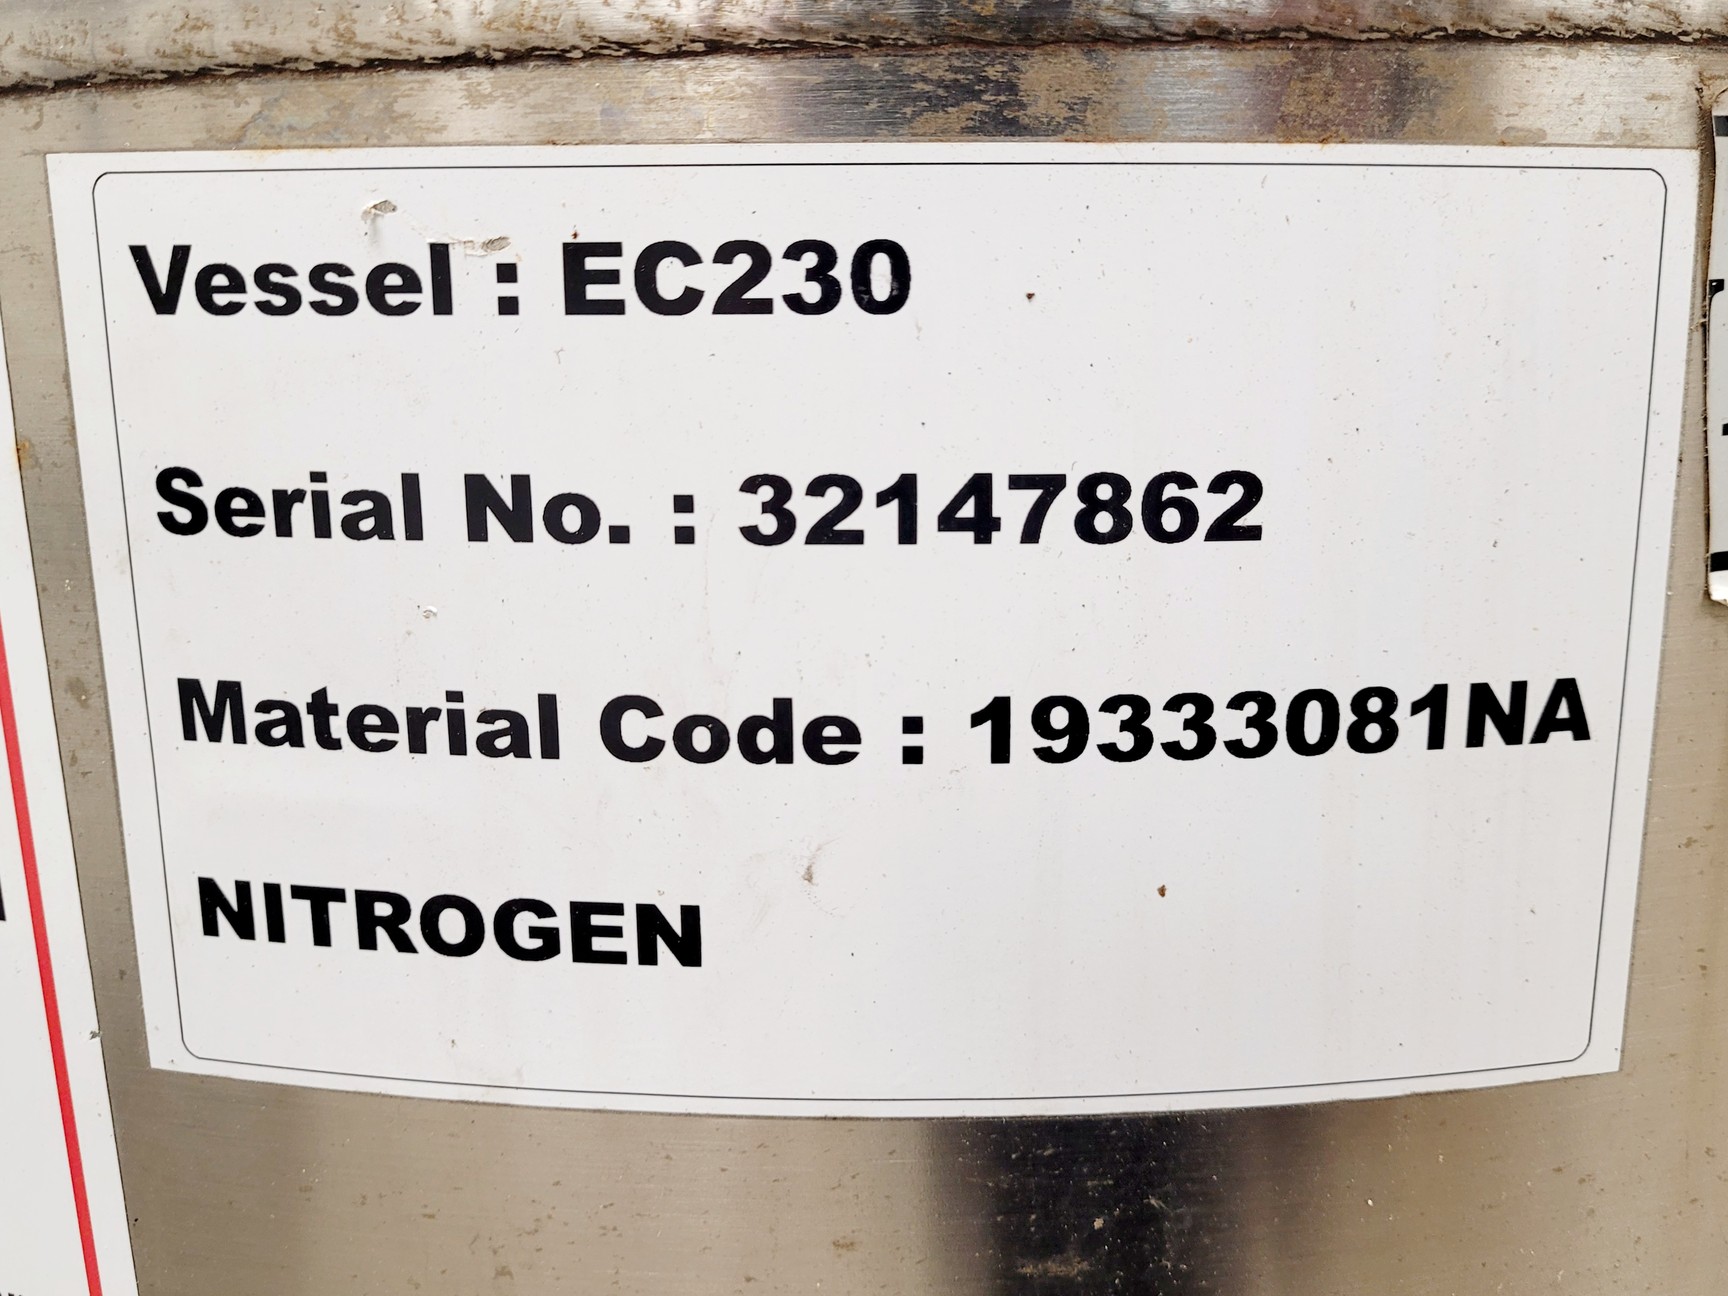 Vessel : EC230
Serial No. : 32147862
Material Code : 19333081NA
NITROGEN